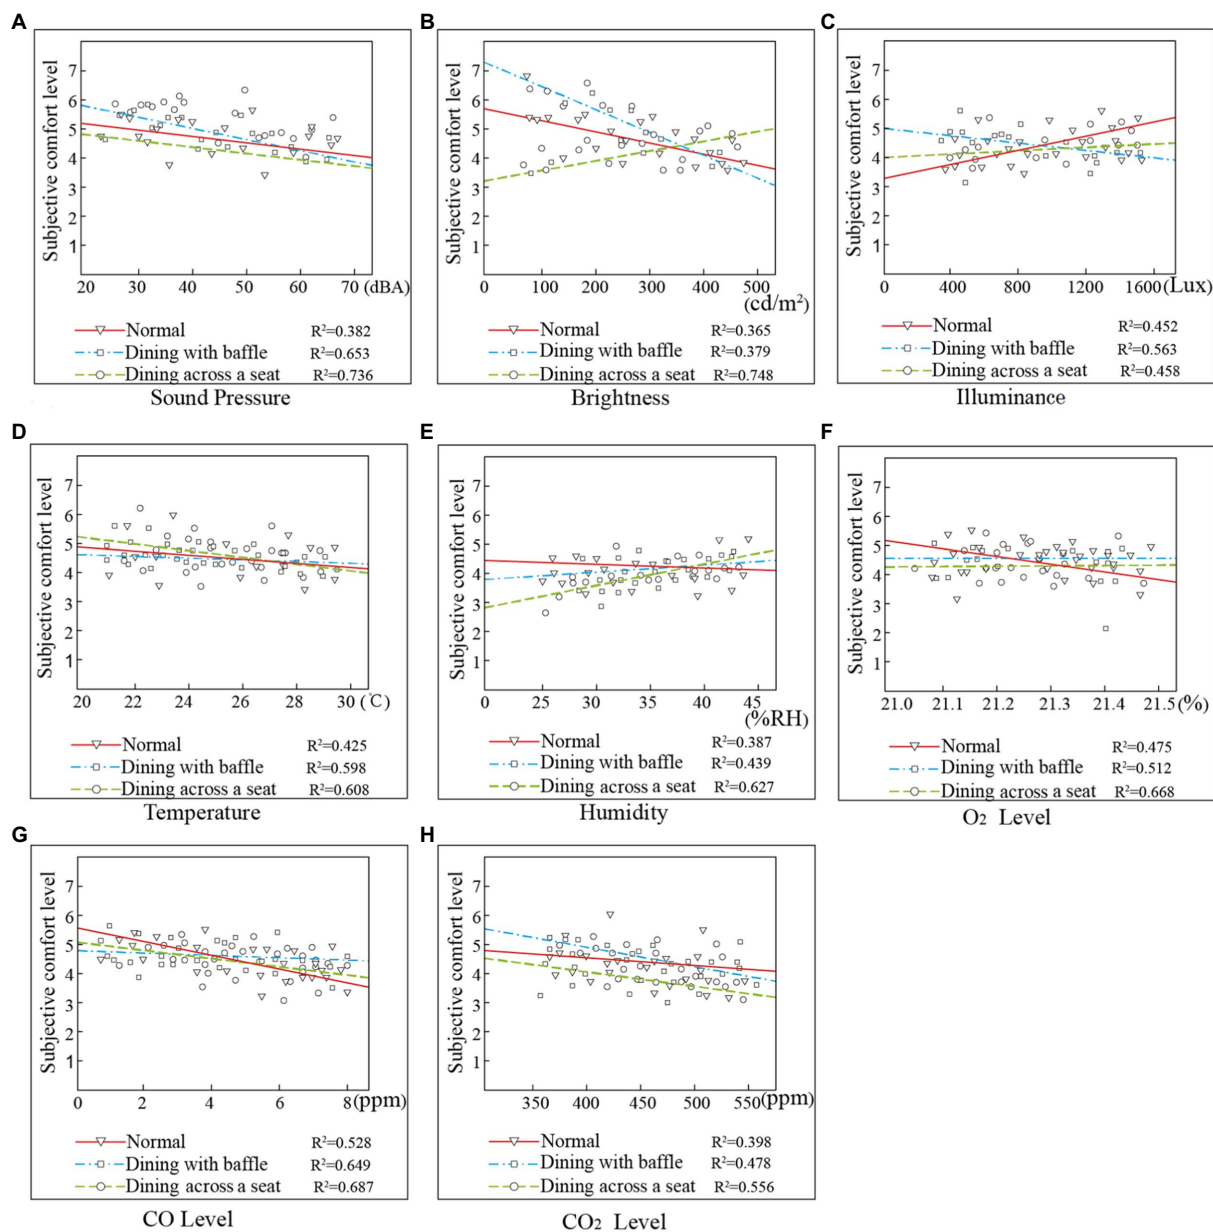 A
Subjective comfort level
7
6
5
4
3
2
1
20 30 40 50 60 70 (dBA)
Normal R²=0.382
Dining with baffle R²=0.653
Dining across a seat R²=0.736
Sound Pressure
B
Subjective comfort level
7
6
5
4
3
2
1
0 100 200 300 400 500
(cd/m²)
Normal R²=0.365
Dining with baffle R²=0.379
Dining across a seat R²=0.748
Brightness
C
Subjective comfort level
7
6
5
4
3
2
1
0 400 800 1200 1600 (Lux)
Normal R²=0.452
Dining with baffle R²=0.563
Dining across a seat R²=0.458
Illuminance
D
Subjective comfort level
7
6
5
4
3
2
1
20 22 24 26 28 30 (℃)
Normal R²=0.425
Dining with baffle R²=0.598
Dining across a seat R²=0.608
Temperature
E
Subjective comfort level
7
6
5
4
3
2
1
0 25 30 35 40 45
(%RH)
Normal R²=0.387
Dining with baffle R²=0.439
Dining across a seat R²=0.627
Humidity
F
Subjective comfort level
7
6
5
4
3
2
1
21.0 21.1 21.2 21.3 21.4 21.5 (%)
Normal R²=0.475
Dining with baffle R²=0.512
Dining across a seat R²=0.668
O2 Level
G
Subjective comfort level
7
6
5
4
3
2
1
0 2 4 6 8 (ppm)
Normal R²=0.528
Dining with baffle R²=0.649
Dining across a seat R²=0.687
CO Level
H
Subjective comfort level
7
6
5
4
3
2
1
350 400 450 500 550 (ppm)
Normal R²=0.398
Dining with baffle R²=0.478
Dining across a seat R²=0.556
CO2 Level